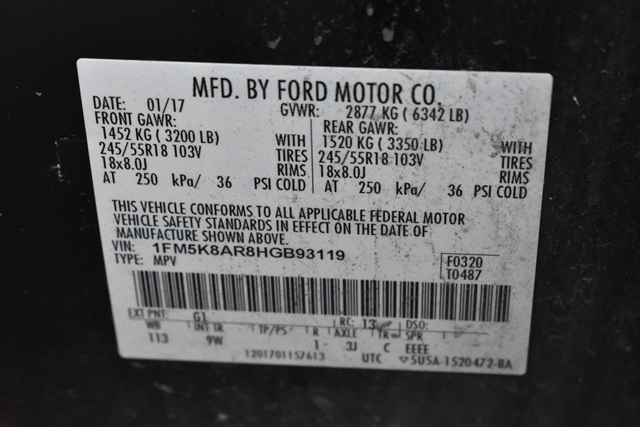 MFD. BY FORD MOTOR CO.
DATE: 01/17 GVWR: 2877 KG ( 6342 LB)
FRONT GAWR: REAR GAWR:
1452 KG ( 3200 LB) WITH 1520 KG ( 3350 LB) WITH
245/55R18 103V TIRES 245/55R18 103V TIRES
18x8.0J RIMS 18x8.0J RIMS
AT 250 kPa/ 36 PSI COLD AT 250 kPa/ 36 PSI COLD
THIS VEHICLE CONFORMS TO ALL APPLICABLE FEDERAL MOTOR
VEHICLE SAFETY STANDARDS IN EFFECT ON THE DATE OF
MANUFACTURE SHOWN ABOVE.
VIN: 1FM5K8AR8HGB93119 F0320
TYPE: MPV T0487
EXT PNT: G1 RC: 13 DSO:
WB INT TR TP/PS R AXLE TR SPR
113 9W 1 - 3J C EEEE
1201701157613 UTC ▽5U5A-1520472-BA